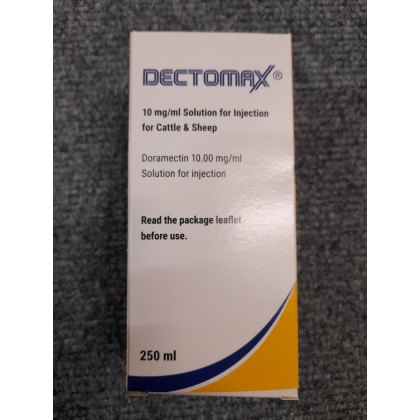 DECTOMAX®
10 mg/ml Solution for Injection
for Cattle & Sheep
Doramectin 10.00 mg/ml
Solution for injection
Read the package leaflet
before use.
250 ml